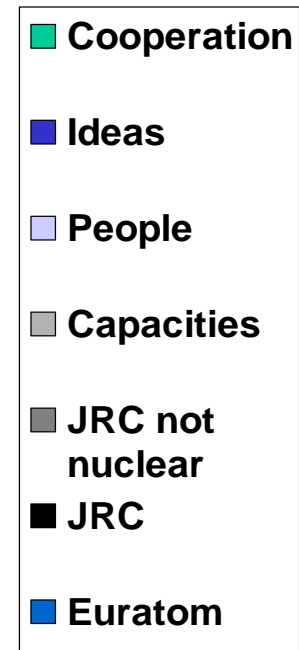 Cooperation
Ideas
People
Capacities
JRC not
nuclear
JRC
Euratom